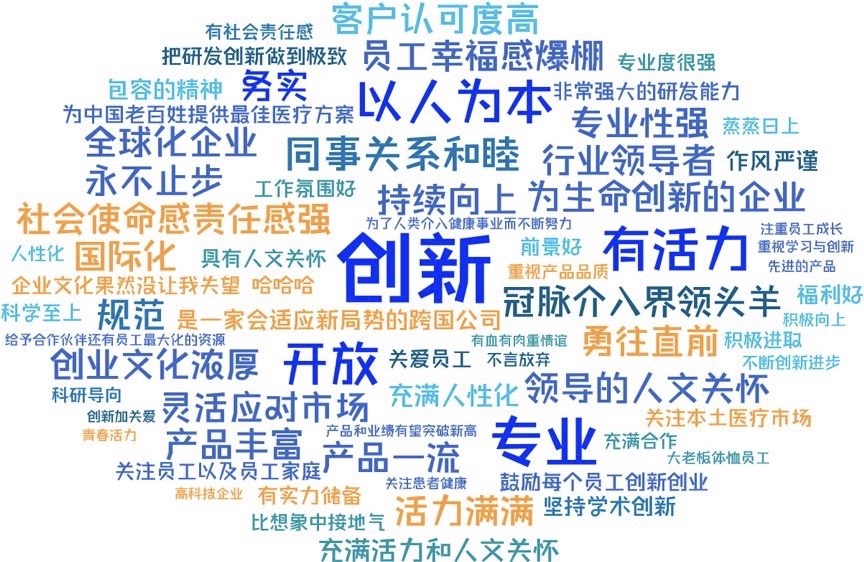 有社会责任感
客户认可度高
把研发创新做到极致
员工幸福感爆棚
专业度很强
包容的精神
务实
以人为本
非常强大的研发能力
为中国老百姓提供最佳医疗方案
专业性强
蒸蒸日上
全球化企业
同事关系和睦
行业领导者
作风严谨
永不止步
工作氛围好
持续向上
为生命创新的企业
社会使命感责任感强
为了人类介入健康事业而不断努力
注重员工成长
人性化
国际化
具有人文关怀
创新
前景好
有活力
重视学习与创新
重视产品品质
先进的产品
企业文化果然没让我失望
哈哈哈
冠脉介入界领头羊
福利好
科学至上
规范
是一家会适应新局势的跨国公司
积极向上
给予合作伙伴还有员工最大化的资源
有血有肉重情谊
勇往直前
积极进取
创业文化浓厚
开放
关爱员工
不言放弃
不断创新进步
科研导向
充满人性化
领导的人文关怀
创新加关爱
灵活应对市场
关注本土医疗市场
青春活力
产品丰富
产品和业绩有望突破新高
专业
充满合作
关注员工以及员工家庭
产品一流
大老板体恤员工
关注患者健康
鼓励每个员工创新创业
高科技企业
有实力储备
活力满满
坚持学术创新
比想象中接地气
充满活力和人文关怀